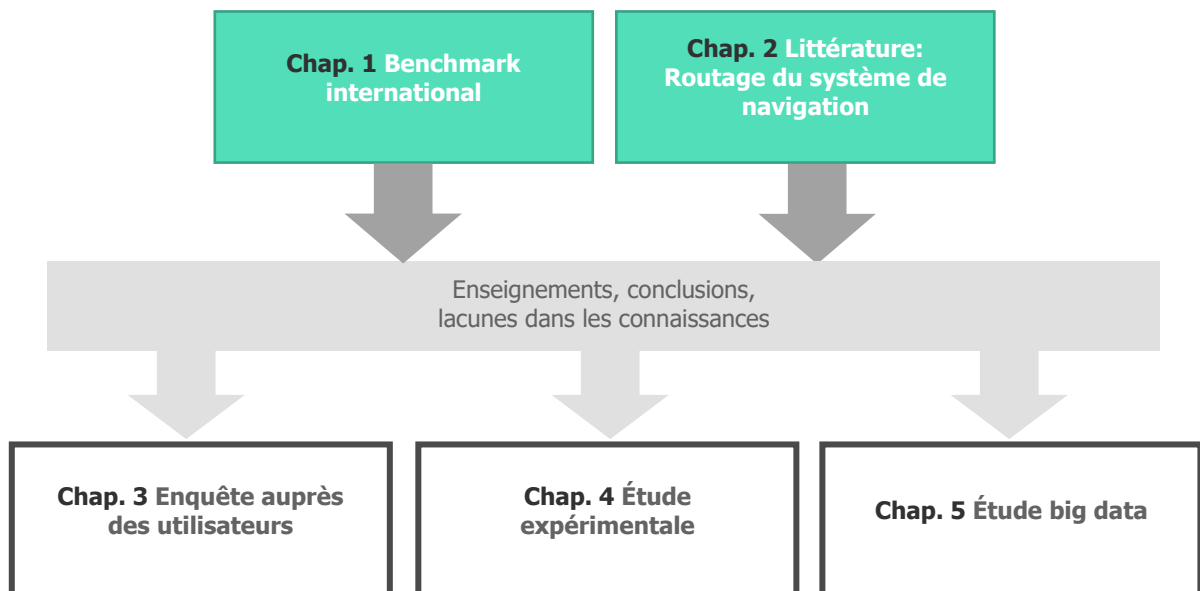 Chap. 1 Benchmark
international
Chap. 2 Littérature:
Routage du système de
navigation
Enseignements, conclusions,
lacunes dans les connaissances
Chap. 3 Enquête auprès
des utilisateurs
Chap. 4 Étude
expérimentale
Chap. 5 Étude big data